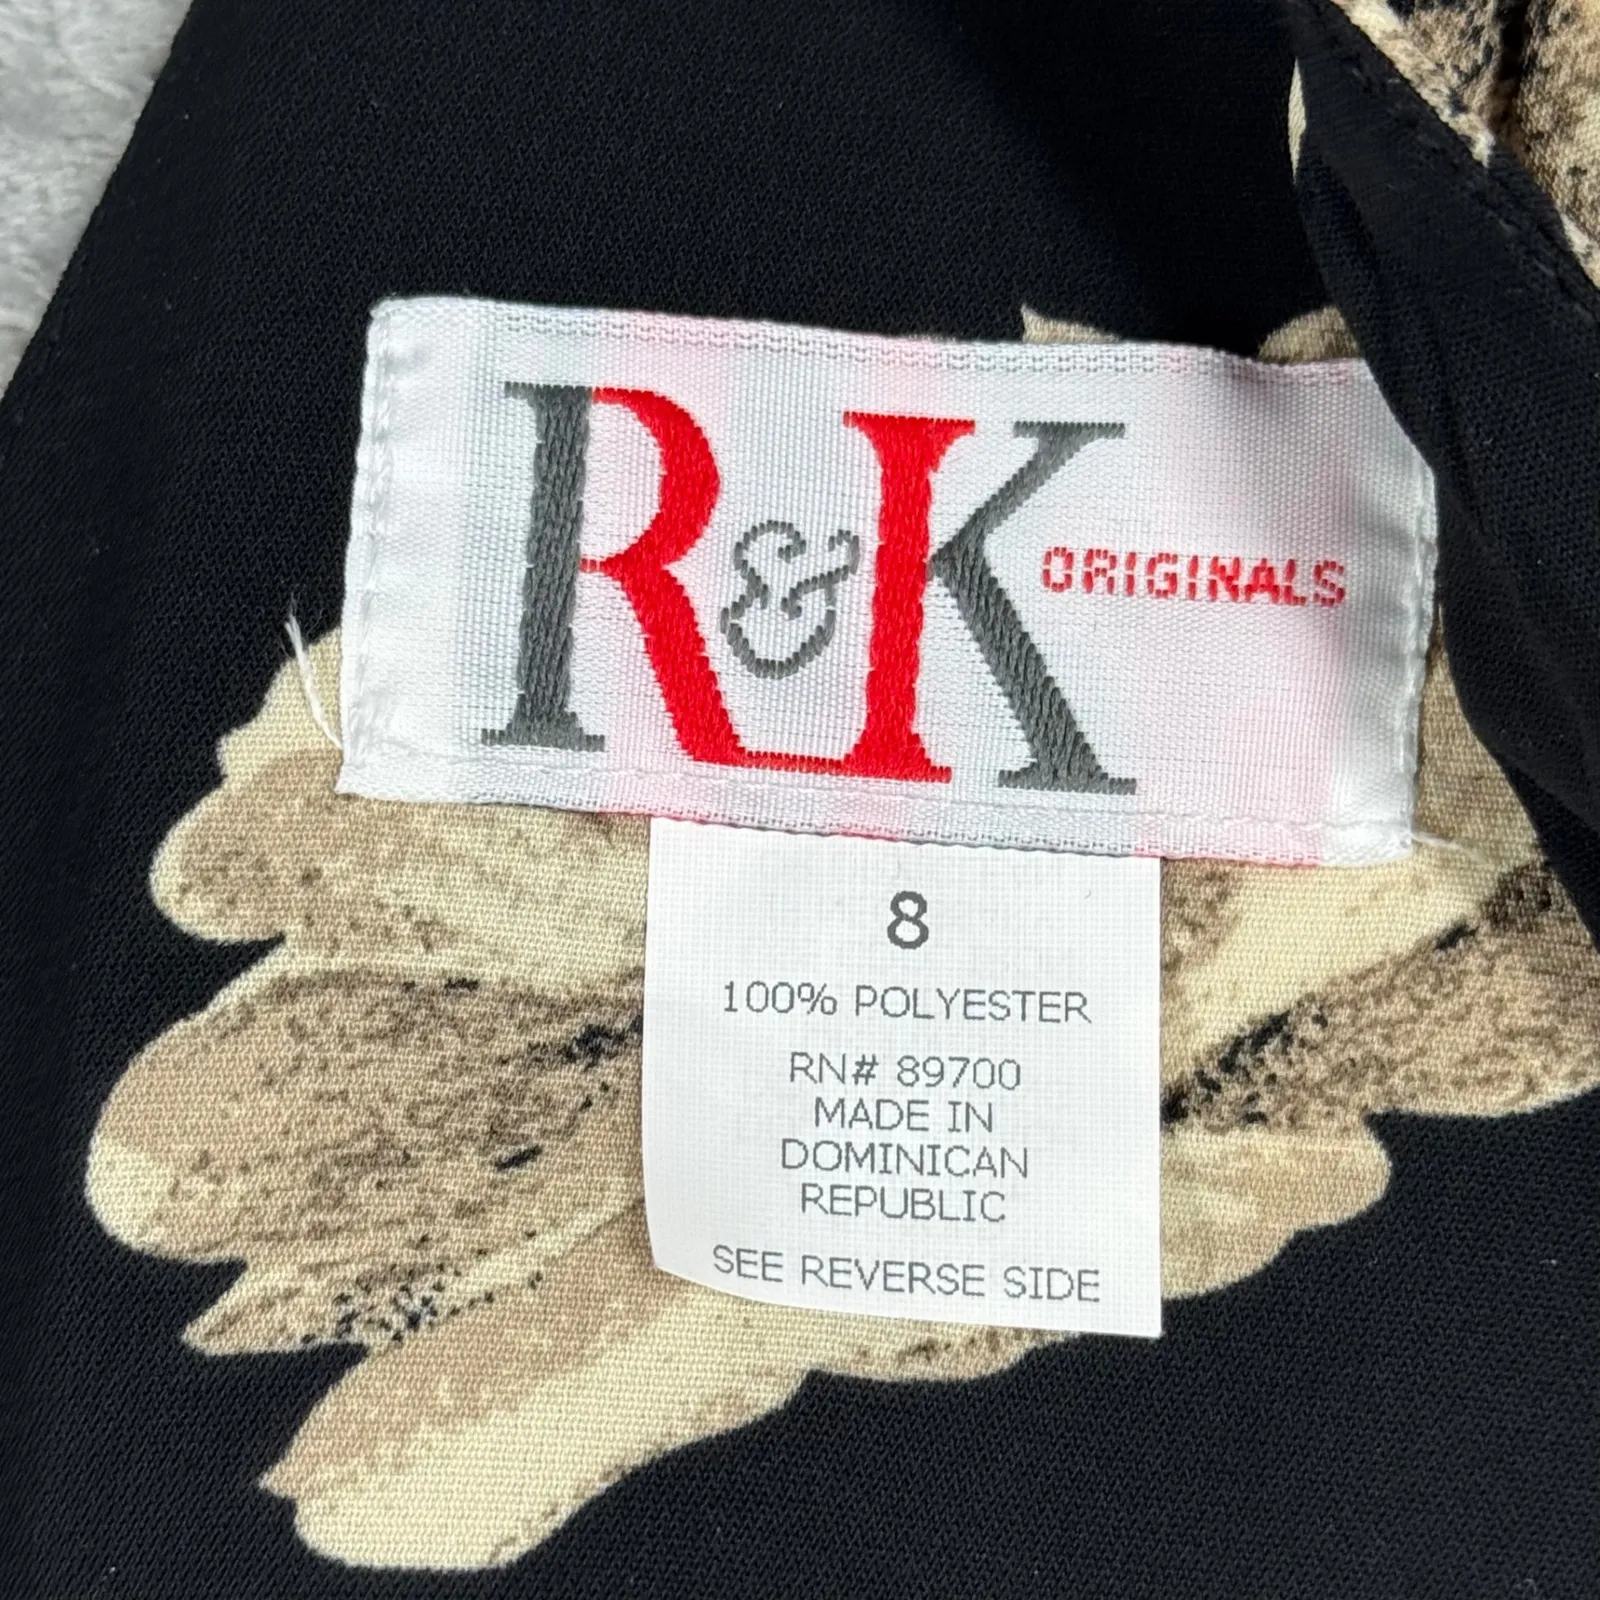 R&K ORIGINALS
8
100% POLYESTER
RN# 89700
MADE IN
DOMINICAN
REPUBLIC
SEE REVERSE SIDE